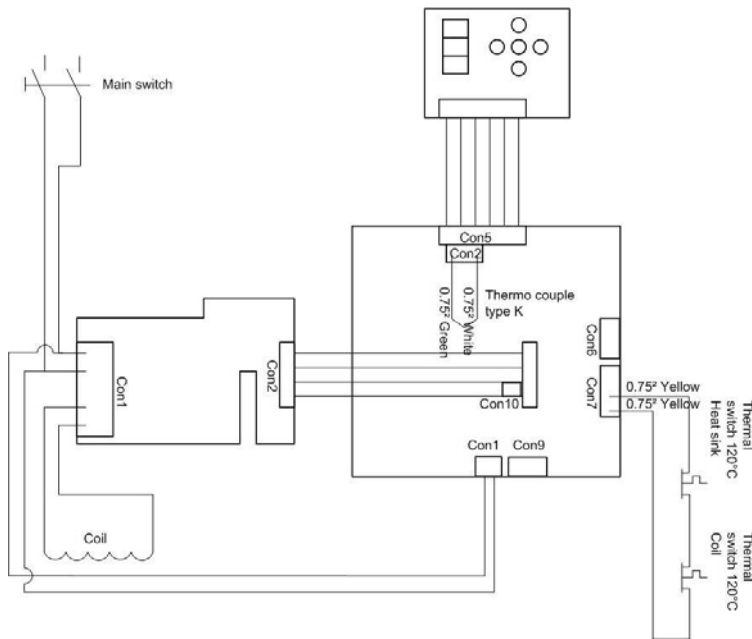 Main switch
Con5
Con2
0.75² Green
0.75² White
Thermo couple
type K
Con6
Con1
Con2
Con10
Con7
0.75² Yellow
0.75² Yellow
Thermal
switch 120°C
Heat sink
Con1
Con9
Coil
Thermal
switch 120°C
Coil